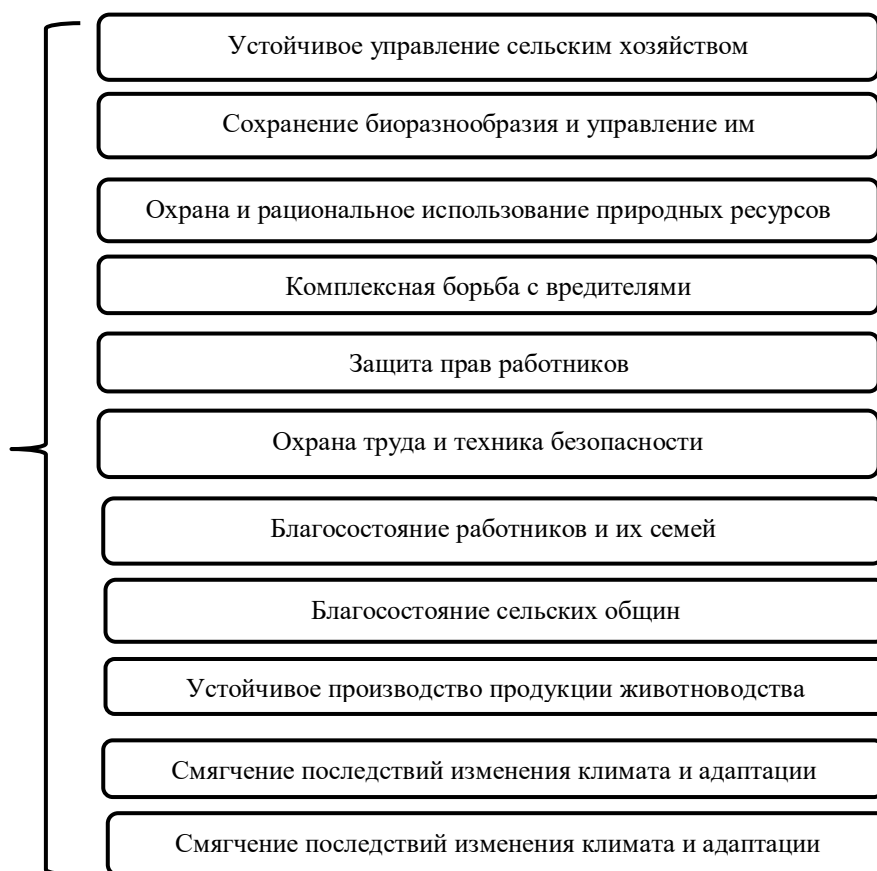 Устойчивое управление сельским хозяйством
Сохранение биоразнообразия и управление им
Охрана и рациональное использование природных ресурсов
Комплексная борьба с вредителями
Защита прав работников
Охрана труда и техника безопасности
Благосостояние работников и их семей
Благосостояние сельских общин
Устойчивое производство продукции животноводства
Смягчение последствий изменения климата и адаптации
Смягчение последствий изменения климата и адаптации